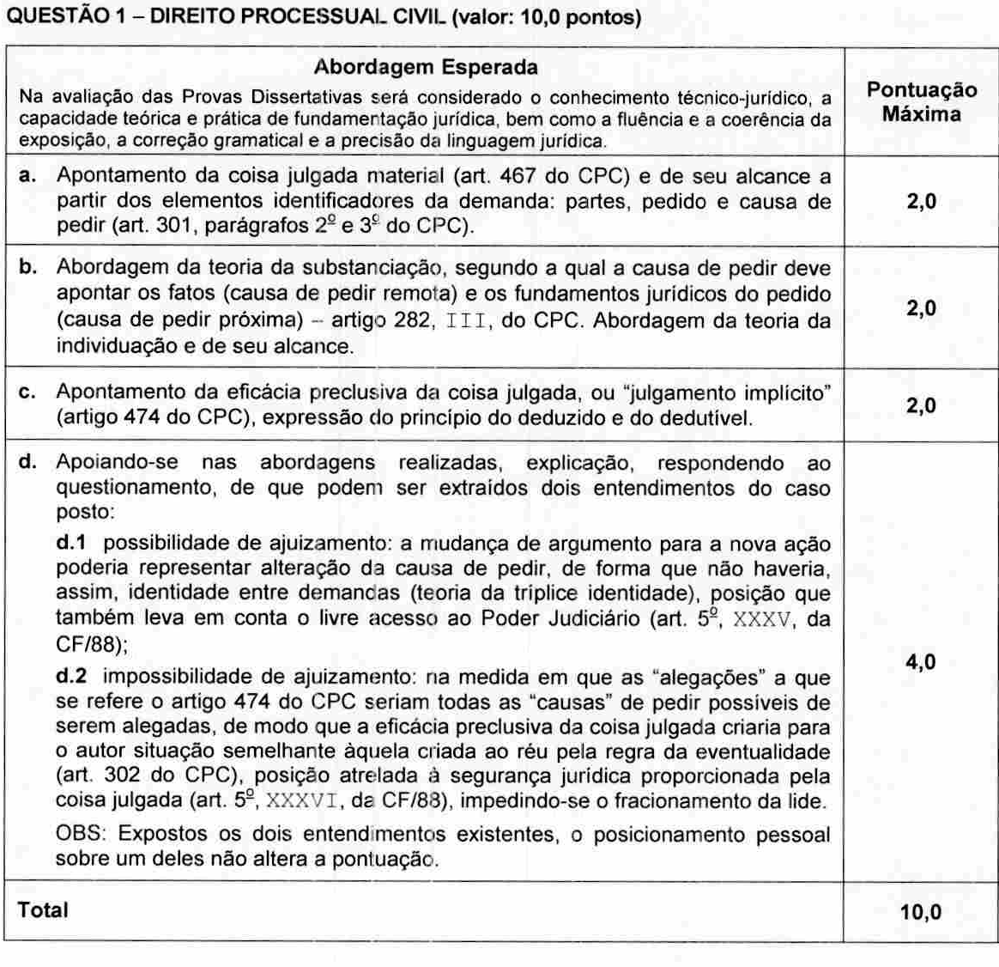 QUESTÃO 1 – DIREITO PROCESSUAL CIVIL (valor: 10,0 pontos)
Abordagem Esperada
Na avaliação das Provas Dissertativas será considerado o conhecimento técnico-jurídico, a
capacidade teórica e prática de fundamentação jurídica, bem como a fluência e a coerência da
exposição, a correção gramatical e a precisão da linguagem jurídica.
Pontuação
Máxima
a. Apontamento da coisa julgada material (art. 467 do CPC) e de seu alcance a
partir dos elementos identificadores da demanda: partes, pedido e causa de
pedir (art. 301, parágrafos 2º e 3º do CPC).
2,0
b. Abordagem da teoria da substanciação, segundo a qual a causa de pedir deve
apontar os fatos (causa de pedir remota) e os fundamentos jurídicos do pedido
(causa de pedir próxima) – artigo 282, III, do CPC. Abordagem da teoria da
individuação e de seu alcance.
2,0
c. Apontamento da eficácia preclusiva da coisa julgada, ou “julgamento implícito”
(artigo 474 do CPC), expressão do princípio do deduzido e do dedutível.
2,0
d. Apoiando-se nas abordagens realizadas, explicação, respondendo ao
questionamento, de que podem ser extraídos dois entendimentos do caso
posto:
d.1 possibilidade de ajuizamento: a mudança de argumento para a nova ação
poderia representar alteração da causa de pedir, de forma que não haveria,
assim, identidade entre demandas (teoria da tríplice identidade), posição que
também leva em conta o livre acesso ao Poder Judiciário (art. 5º, XXXV, da
CF/88);
d.2 impossibilidade de ajuizamento: na medida em que as “alegações” a que
se refere o artigo 474 do CPC seriam todas as “causas” de pedir possíveis de
serem alegadas, de modo que a eficácia preclusiva da coisa julgada criaria para
o autor situação semelhante àquela criada ao réu pela regra da eventualidade
(art. 302 do CPC), posição atrelada à segurança jurídica proporcionada pela
coisa julgada (art. 5º, XXXVI, da CF/88), impedindo-se o fracionamento da lide.
OBS: Expostos os dois entendimentos existentes, o posicionamento pessoal
sobre um deles não altera a pontuação.
4,0
Total
10,0